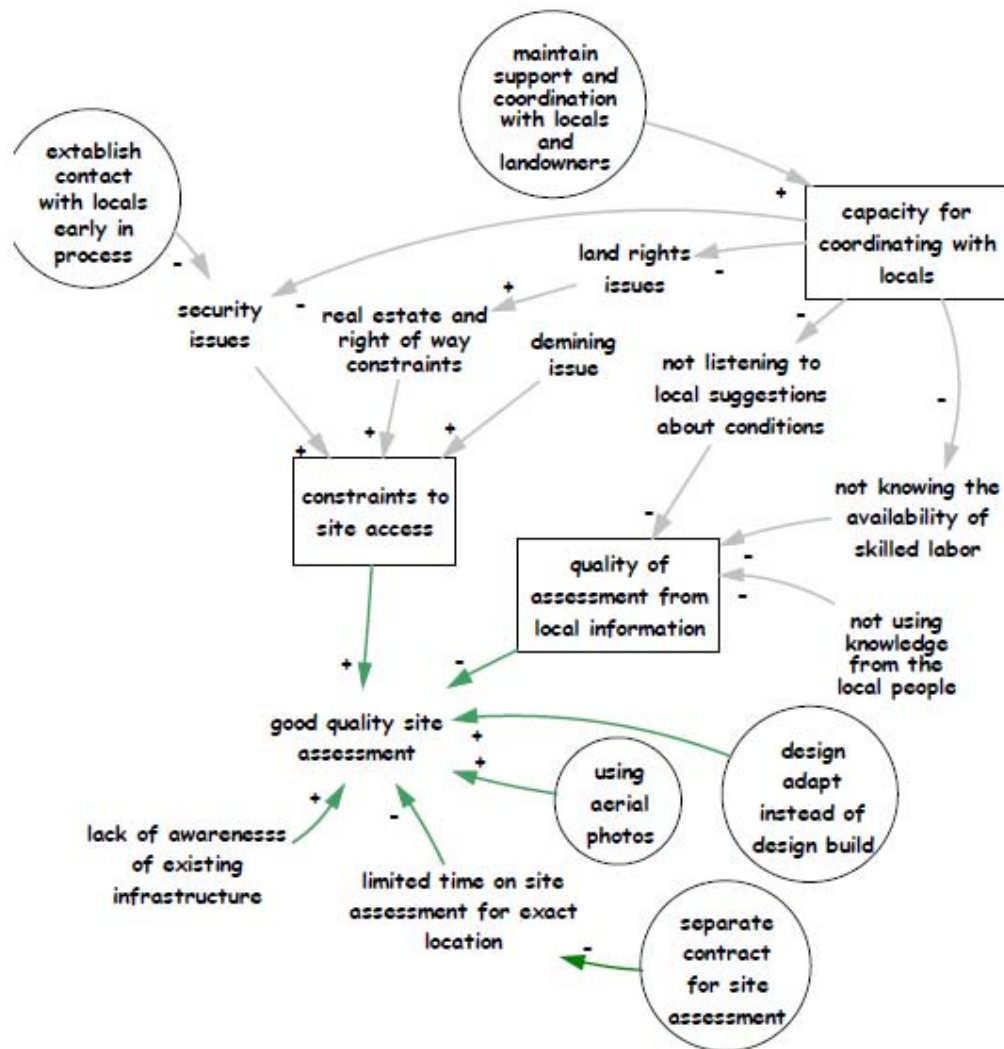 maintain
support and
coordination
with locals
and
landowners
extablish
contact
with locals
early in
process
+
capacity for
coordinating with
locals
-
land rights
issues
-
-
+
security
issues
real estate and
right of way
constraints
demining
issue
-
not listening to
local suggestions
about conditions
-
+
+
+
constraints to
site access
not knowing the
availability of
skilled labor
-
quality of
assessment from
local information
-
-
not using
knowledge
from the
local people
+
-
good quality site
assessment
+
+
using
aerial
photos
design
adapt
instead of
design build
+
-
lack of awarenesss
of existing
infrastructure
limited time on site
assessment for exact
location
-
separate
contract
for site
assessment